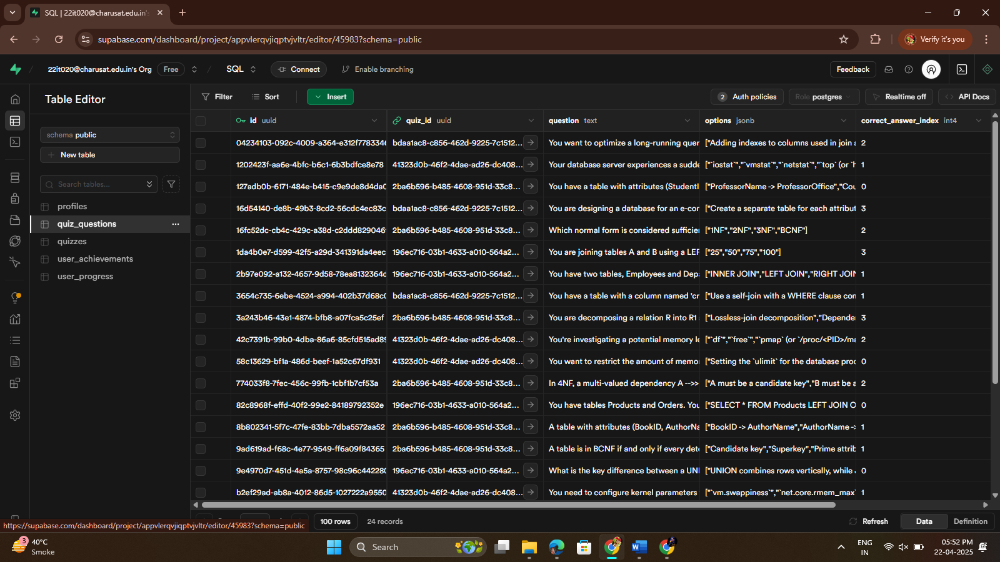 SQL | 22it020@charusat.edu.in's
supabase.com/dashboard/project/appvlerqvjiqptvjvltr/editor/45983?schema=public
Verify it's you
22it020@charusat.edu.in's Org
Free
SQL
Connect
Enable branching
Feedback
Table Editor
Filter
Sort
Insert
2 Auth policies
Role postgres
Realtime off
API Docs
schema public
New table
Search tables...
profiles
quiz_questions
quizzes
user_achievements
user_progress
id uuid quiz_id uuid question text options jsonb correct_answer_index int4
04234103-092c-4009-a364-e312f7783346 bdaa1ac8-c856-462d-9225-7c1512... You want to optimize a long-running quer ["Adding indexes to columns used in join a 2
1202423f-aa6e-4bfc-b6c1-6b3bdfce8e78 41323d0b-46f2-4dae-ad26-dc408... Your database server experiences a sudde ["`iostat`","`vmstat`","`netstat`","`top` (or `h 1
127adb0b-6171-484e-b415-c9e9de8d4da0 2ba6b596-b485-4608-951d-33c8... You have a table with attributes (StudentI ["ProfessorName -> ProfessorOffice","Cou 0
16d54140-de8b-49b3-8cd2-56cdc4ec83c bdaa1ac8-c856-462d-9225-7c1512... You are designing a database for an e-con ["Create a separate table for each attribut 3
16fc52dc-cb4c-429c-a38d-c2ddd829046 2ba6b596-b485-4608-951d-33c8... Which normal form is considered sufficien ["1NF","2NF","3NF","BCNF"] 2
1da4b0e7-d599-42f5-a29d-341391da4eec 196ec716-03b1-4633-a010-564a2... You are joining tables A and B using a LEF ["25","50","75","100"] 3
2b97e092-a132-4657-9d58-78ea8132364d 196ec716-03b1-4633-a010-564a2... You have two tables, Employees and Depa ["INNER JOIN","LEFT JOIN","RIGHT JOIN 1
3654c735-6ebe-4524-a994-402b37d68c0 bdaa1ac8-c856-462d-9225-7c1512... You have a table with a column named 'cr ["Use a self-join with a WHERE clause com 1
3a243b46-43e1-4874-bfb8-a07fca5c25ef 2ba6b596-b485-4608-951d-33c8... You are decomposing a relation R into R1 ["Lossless-join decomposition","Depende 3
42c7391b-99b0-4dba-86a6-85cfd515ad89 41323d0b-46f2-4dae-ad26-dc408... You're investigating a potential memory le ["`df`","`free`","`pmap` (or `/proc/<PID>/ma 2
58c13629-bf1a-486d-beef-1a52c67df931 41323d0b-46f2-4dae-ad26-dc408... You want to restrict the amount of memo ["Setting the `ulimit` for the database proc 0
774033f8-7fec-456c-99fb-1cbf1b7cf53a 2ba6b596-b485-4608-951d-33c8... In 4NF, a multi-valued dependency A -->> ["A must be a candidate key","B must be a 2
82c8968f-effd-40f2-99e2-84189792352e 196ec716-03b1-4633-a010-564a2... You have tables Products and Orders. You ["SELECT * FROM Products LEFT JOIN O 0
8b802341-5f7c-47fe-83bb-7dba5572aa52 2ba6b596-b485-4608-951d-33c8... A table with attributes (BookID, AuthorNa ["BookID -> AuthorName","AuthorName -> 1
9ad619ad-f68c-4e77-9549-ff6a09f84365 2ba6b596-b485-4608-951d-33c8... A table is in BCNF if and only if every dete ["Candidate key","Superkey","Prime attrib 1
9e4970d7-451d-4a5a-8757-98c96c442280 196ec716-03b1-4633-a010-564a2... What is the key difference between a UNI ["UNION combines rows vertically, while 0
b2ef29ad-ab8a-4012-86d5-1027222a9550 41323d0b-46f2-4dae-ad26-dc408... You need to configure kernel parameters ["`vm.swappiness`","`net.core.rmem_max` 1
https://supabase.com/dashboard/project/appvlerqvjiqptvjvltr/editor/45983?schema=public
100 rows
24 records
Refresh
Data
Definition
3
40°C
Smoke
Search
ENG
IN
05:52 PM
22-04-2025